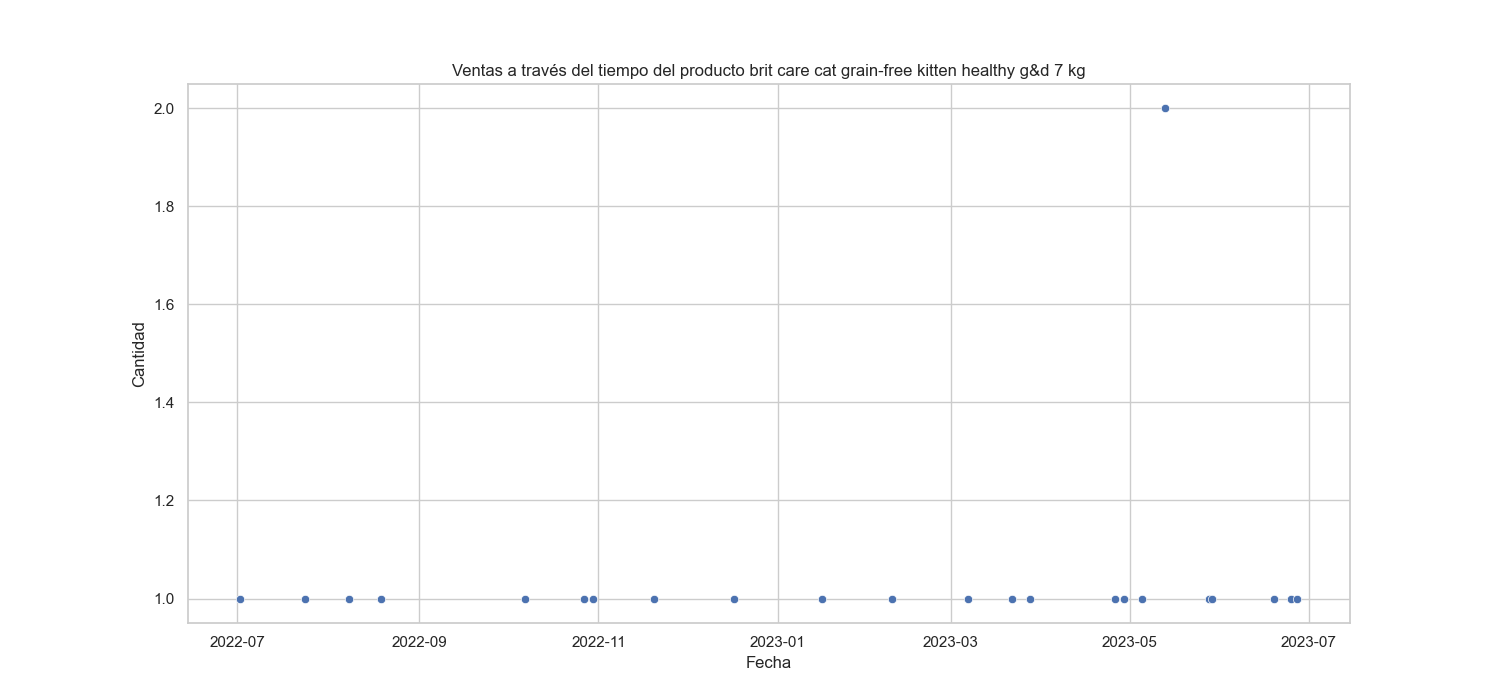 Ventas a través del tiempo del producto brit care cat grain-free kitten healthy g&d 7 kg
2.0
1.8
1.6
1.4
1.2
1.0
Cantidad
2022-07 2022-09 2022-11 2023-01 2023-03 2023-05 2023-07
Fecha